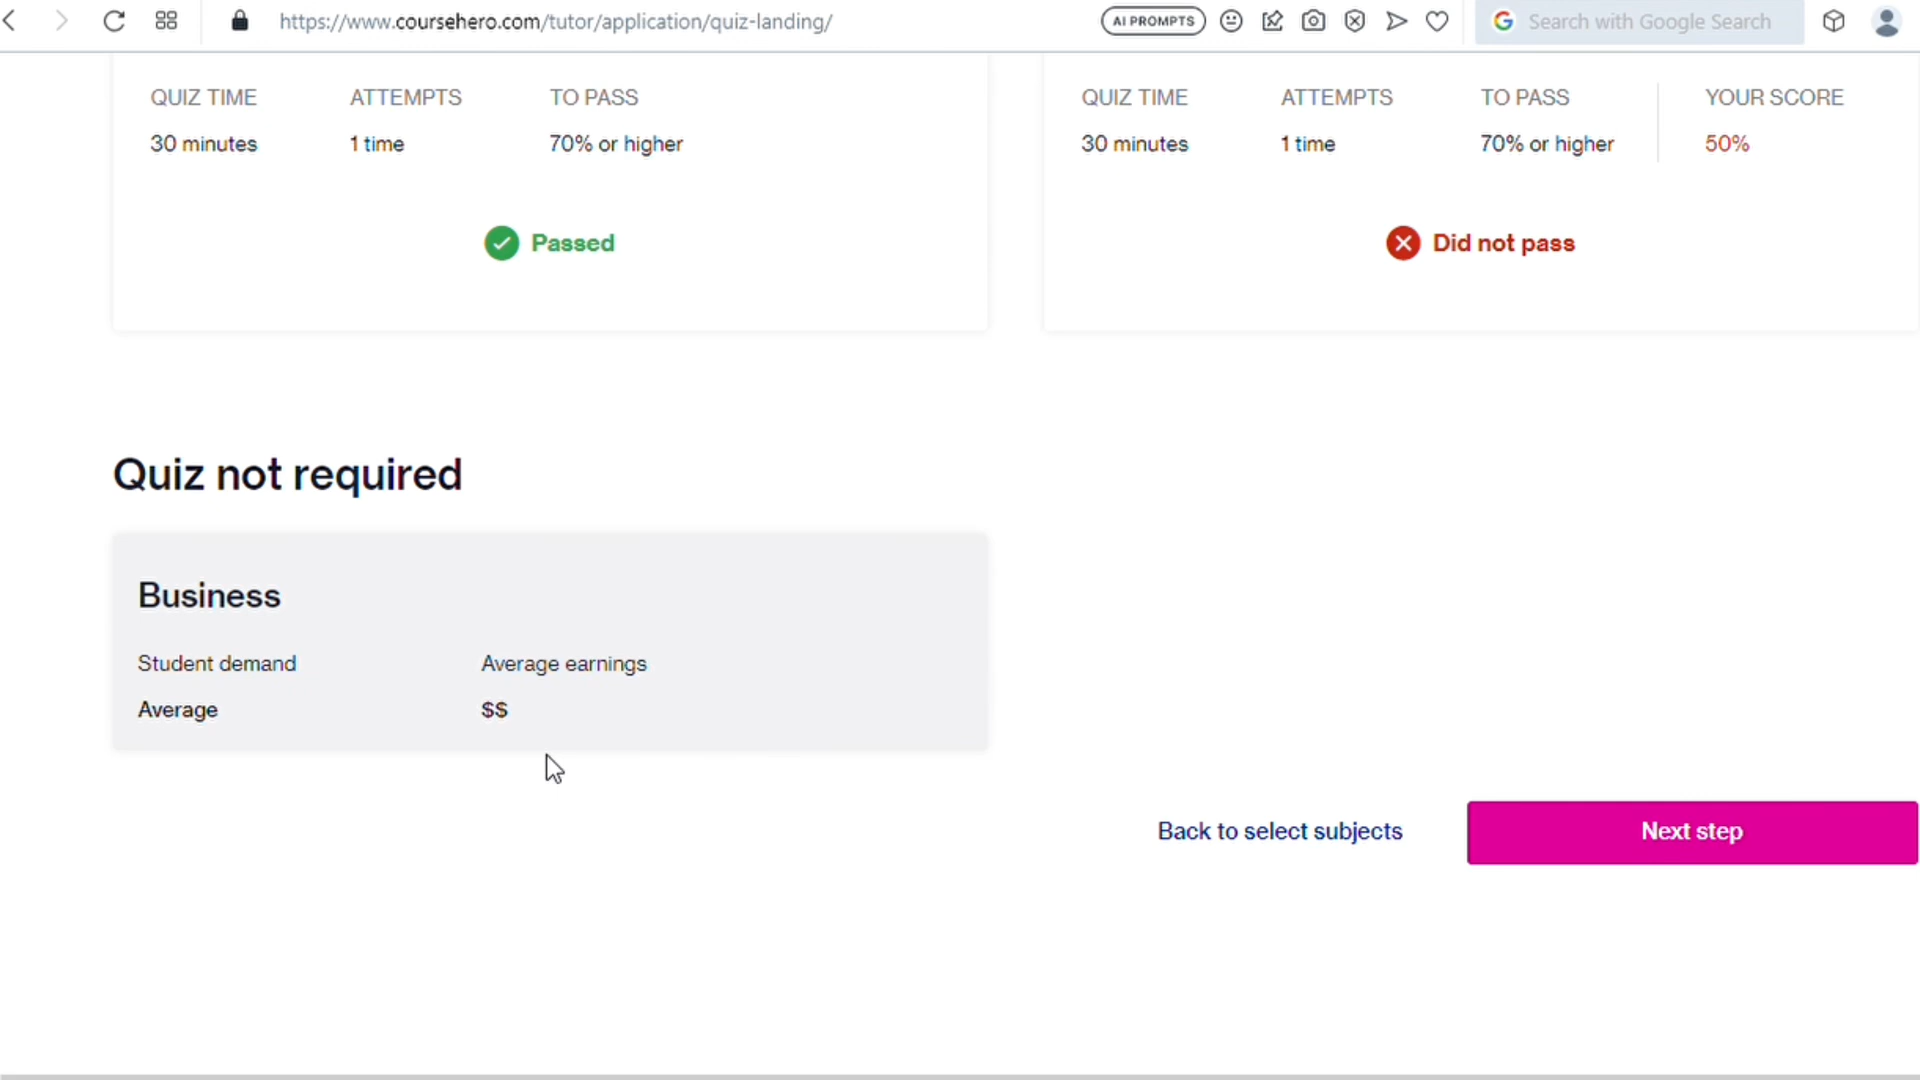 https://www.coursehero.com/tutor/application/quiz-landing/
AI PROMPTS
Search with Google Search
QUIZ TIME ATTEMPTS TO PASS
30 minutes 1 time 70% or higher
Passed
QUIZ TIME ATTEMPTS TO PASS YOUR SCORE
30 minutes 1 time 70% or higher 50%
Did not pass
Quiz not required
Business
Student demand Average earnings
Average $$
Back to select subjects Next step